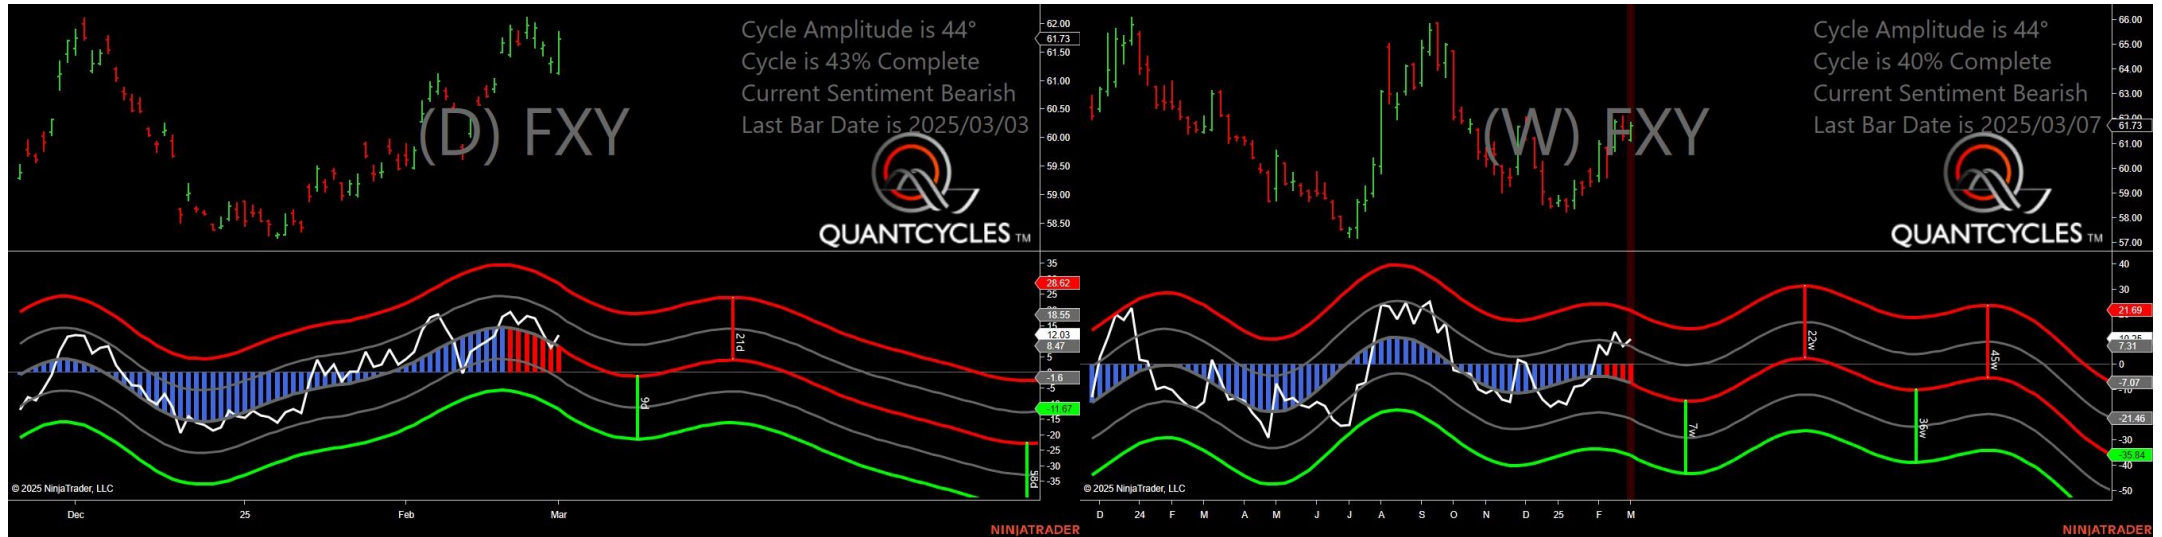 Cycle Amplitude is 44°
Cycle is 43% Complete
Current Sentiment Bearish
Last Bar Date is 2025/03/03
(D) FXY
QUANTCYCLES TM
62.00
61.73
61.50
61.00
60.50
60.00
59.50
59.00
58.50
35
28.62
25
18.55
15
12.03
8.47
5
-1.6
-5
-11.67
-15
-20
-25
-30
-35
21d
9d
58d
© 2025 NinjaTrader, LLC
Dec 25 Feb Mar
NINJATRADER
Cycle Amplitude is 44°
Cycle is 40% Complete
Current Sentiment Bearish
Last Bar Date is 2025/03/07
(W) FXY
QUANTCYCLES TM
66.00
65.00
64.00
63.00
62.00
61.73
61.00
60.00
59.00
58.00
57.00
40
30
21.69
7.31
0
-7.07
-21.46
-30
-35.84
-40
-50
22w
45w
7w
36w
© 2025 NinjaTrader, LLC
D 24 F M A M J J A S O N D 25 F M
NINJATRADER